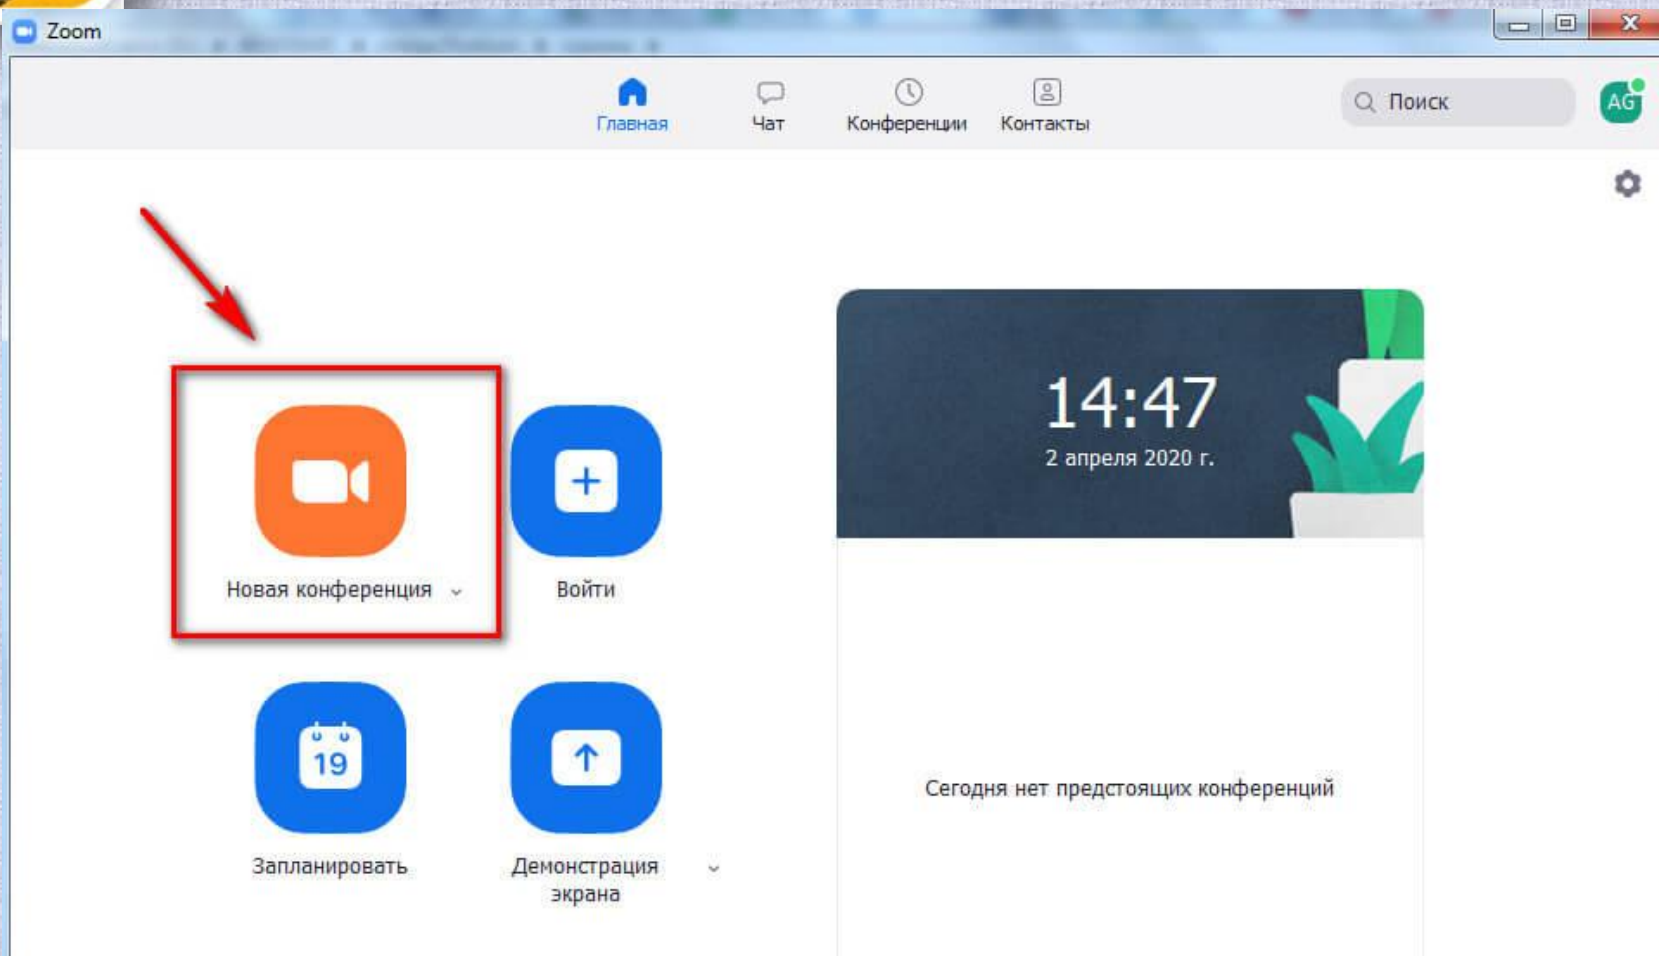 Zoom
Главная
Чат
Конференции
Контакты
Поиск
AG
14:47
2 апреля 2020 г.
Новая конференция
Войти
19
Запланировать
Демонстрация
экрана
Сегодня нет предстоящих конференций